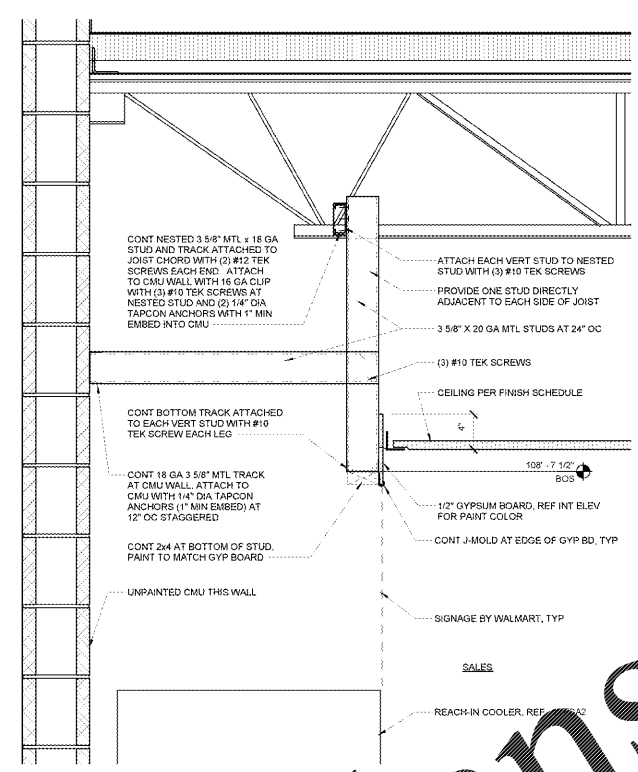 CONT NESTED 3 5/8" MTL x 18 GA
STUD AND TRACK ATTACHED TO
JOIST CHORD WITH (2) #12 TEK
SCREWS EACH END. ATTACH
TO CMU WALL WITH 16 GA CLIP
WITH (3) #10 TEK SCREWS AT
NESTED STUD AND (2) 1/4" DIA
TAPCON ANCHORS WITH 1" MIN
EMBED INTO CMU
ATTACH EACH VERT STUD TO NESTED
STUD WITH (3) #10 TEK SCREWS
PROVIDE ONE STUD DIRECTLY
ADJACENT TO EACH SIDE OF JOIST
3 5/8" X 20 GA MTL STUDS AT 24" OC
(3) #10 TEK SCREWS
CEILING PER FINISH SCHEDULE
4"
CONT BOTTOM TRACK ATTACHED
TO EACH VERT STUD WITH #10
TEK SCREW EACH LEG
108' - 7 1/2"
BOS
CONT 18 GA 3 5/8" MTL TRACK
AT CMU WALL. ATTACH TO
CMU WITH 1/4" DIA TAPCON
ANCHORS (1" MIN EMBED) AT
12" OC STAGGERED
1/2" GYPSUM BOARD, REF INT ELEV
FOR PAINT COLOR
CONT J-MOLD AT EDGE OF GYP BD, TYP
CONT 2x4 AT BOTTOM OF STUD.
PAINT TO MATCH GYP BOARD
UNPAINTED CMU THIS WALL
SIGNAGE BY WALMART, TYP
SALES
REACH-IN COOLER, REF
ons